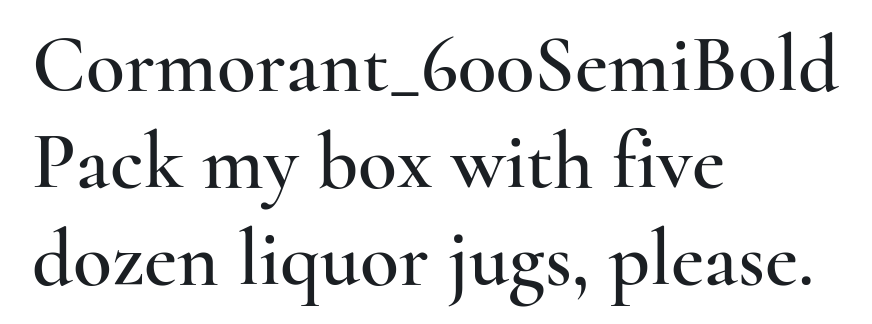 Cormorant_600SemiBold
Pack my box with five
dozen liquor jugs, please.